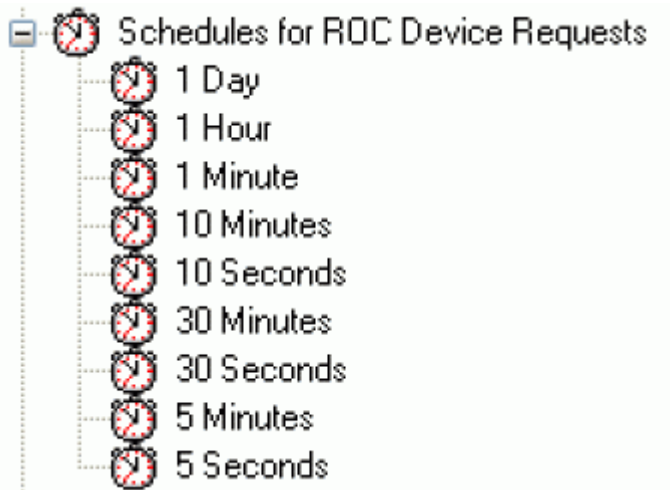 Schedules for ROC Device Requests
1 Day
1 Hour
1 Minute
10 Minutes
10 Seconds
30 Minutes
30 Seconds
5 Minutes
5 Seconds